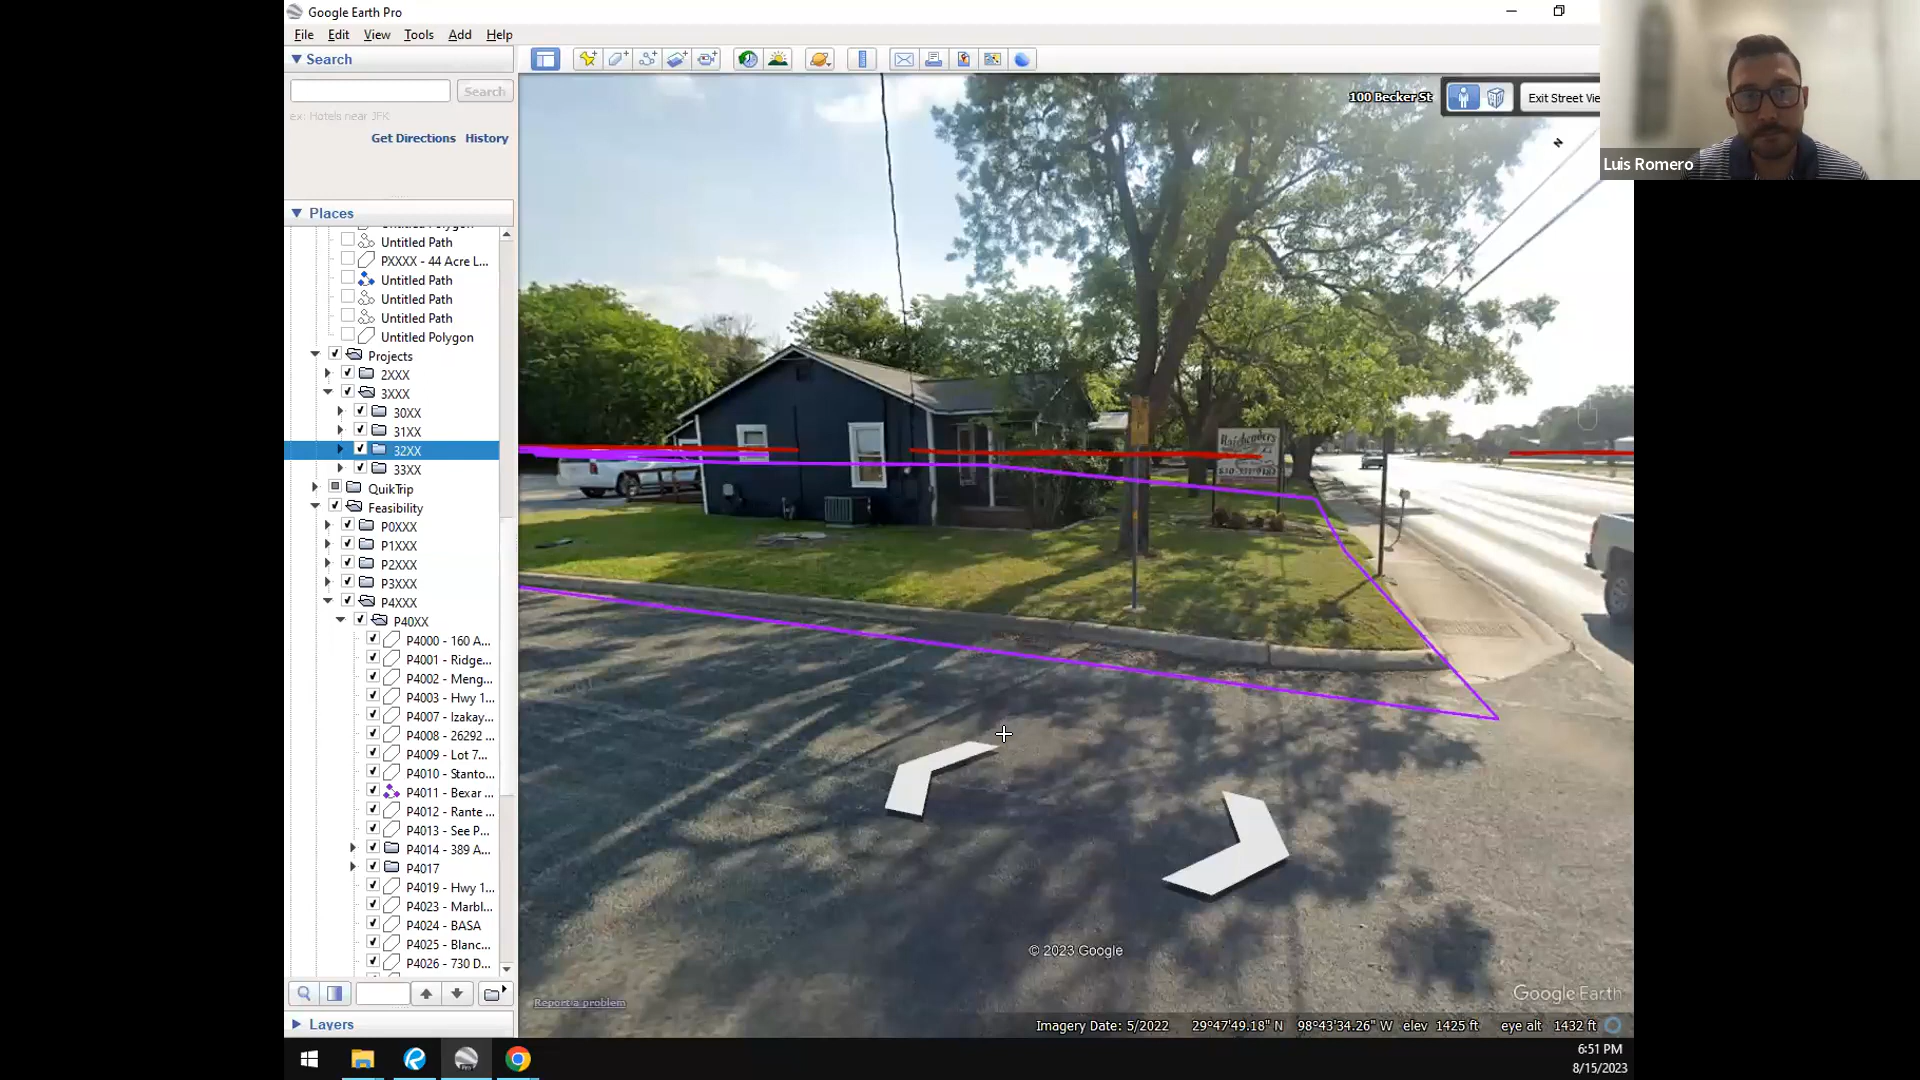 Google Earth Pro
File Edit View Tools Add Help
Search
Search
ex: Hotels near JFK
Get Directions History
Places
Untitled Polygon
Untitled Path
PXXXX - 44 Acre L...
Untitled Path
Untitled Path
Untitled Path
Untitled Polygon
Projects
2XXX
3XXX
30XX
31XX
32XX
33XX
QuikTrip
Feasibility
P0XXX
P1XXX
P2XXX
P3XXX
P4XXX
P40XX
P4000 - 160 A...
P4001 - Ridge...
P4002 - Meng...
P4003 - Hwy 1...
P4007 - Izakay...
P4008 - 26292 ...
P4009 - Lot 7...
P4010 - Stanto...
P4011 - Bexar ...
P4012 - Rante ...
P4013 - See P...
P4014 - 389 A...
P4017
P4019 - Hwy 1...
P4023 - Marbl...
P4024 - BASA
P4025 - Blanc...
P4026 - 730 D...
Layers
100 Becker St
Exit Street Vie
N
Luis Romero
© 2023 Google
Report a problem
Google Earth
Imagery Date: 5/2022 29°47'49.18" N 98°43'34.26" W elev 1425 ft eye alt 1432 ft
6:51 PM
8/15/2023